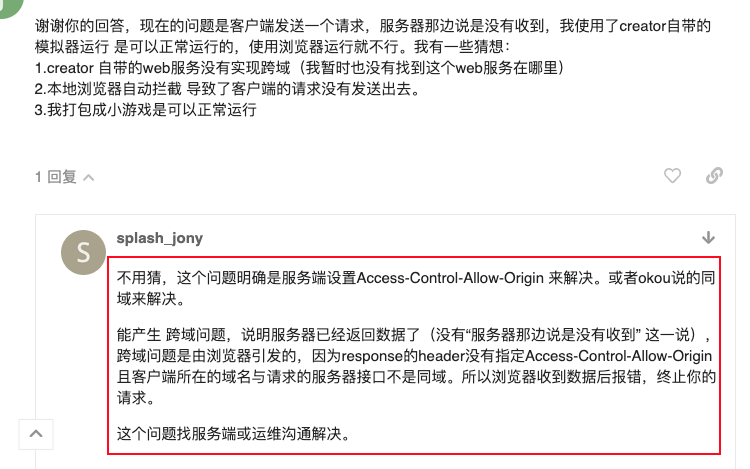 谢谢你的回答，现在的问题是客户端发送一个请求，服务器那边说是没有收到，我使用了creator自带的
模拟器运行 是可以正常运行的，使用浏览器运行就不行。我有一些猜想：
1.creator 自带的web服务没有实现跨域（我暂时也没有找到这个web服务在哪里）
2.本地浏览器自动拦截 导致了客户端的请求没有发送出去。
3.我打包成小游戏是可以正常运行
1 回复
S
splash_jony
不用猜，这个问题明确是服务端设置Access-Control-Allow-Origin 来解决。或者okou说的同
域来解决。
能产生 跨域问题，说明服务器已经返回数据了（没有“服务器那边说是没有收到” 这一说），
跨域问题是由浏览器引发的，因为response的header没有指定Access-Control-Allow-Origin
且客户端所在的域名与请求的服务器接口不是同域。所以浏览器收到数据后报错，终止你的
请求。
这个问题找服务端或运维沟通解决。